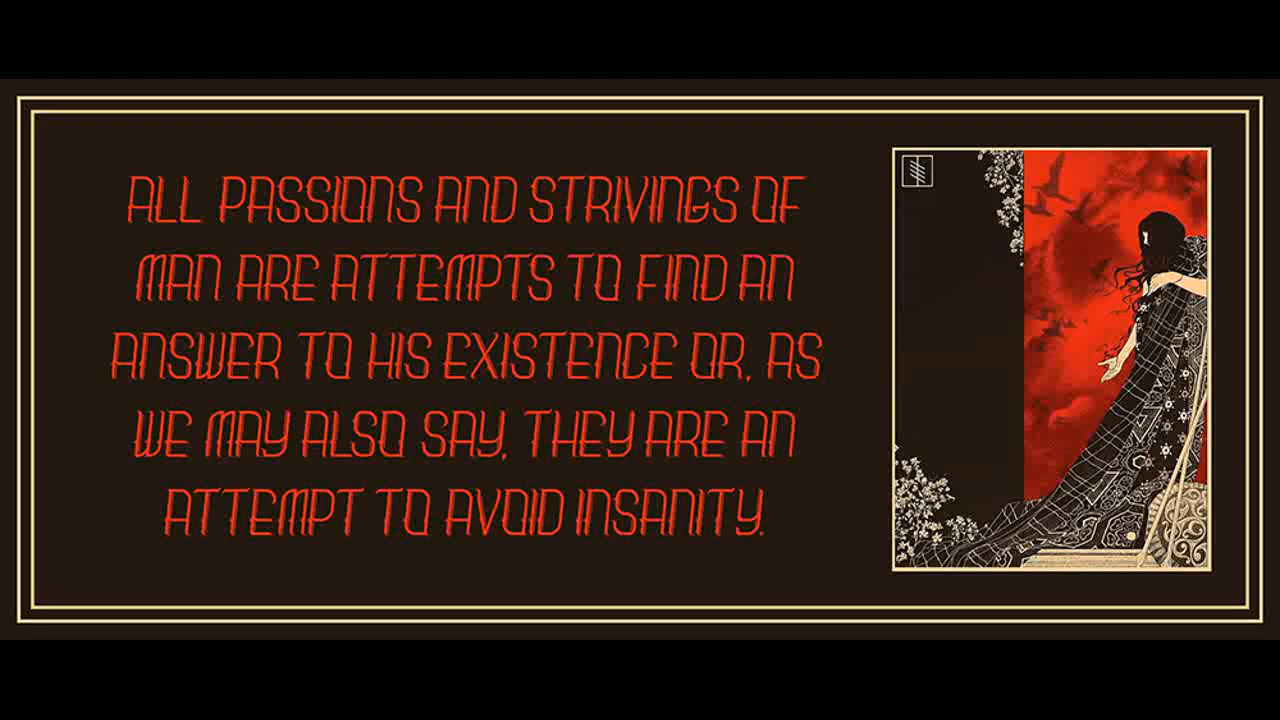 ALL PASSIONS AND STRIVINGS OF
MAN ARE ATTEMPTS TO FIND AN
ANSWER TO HIS EXISTENCE OR, AS
WE MAY ALSO SAY, THEY ARE AN
ATTEMPT TO AVOID INSANITY.